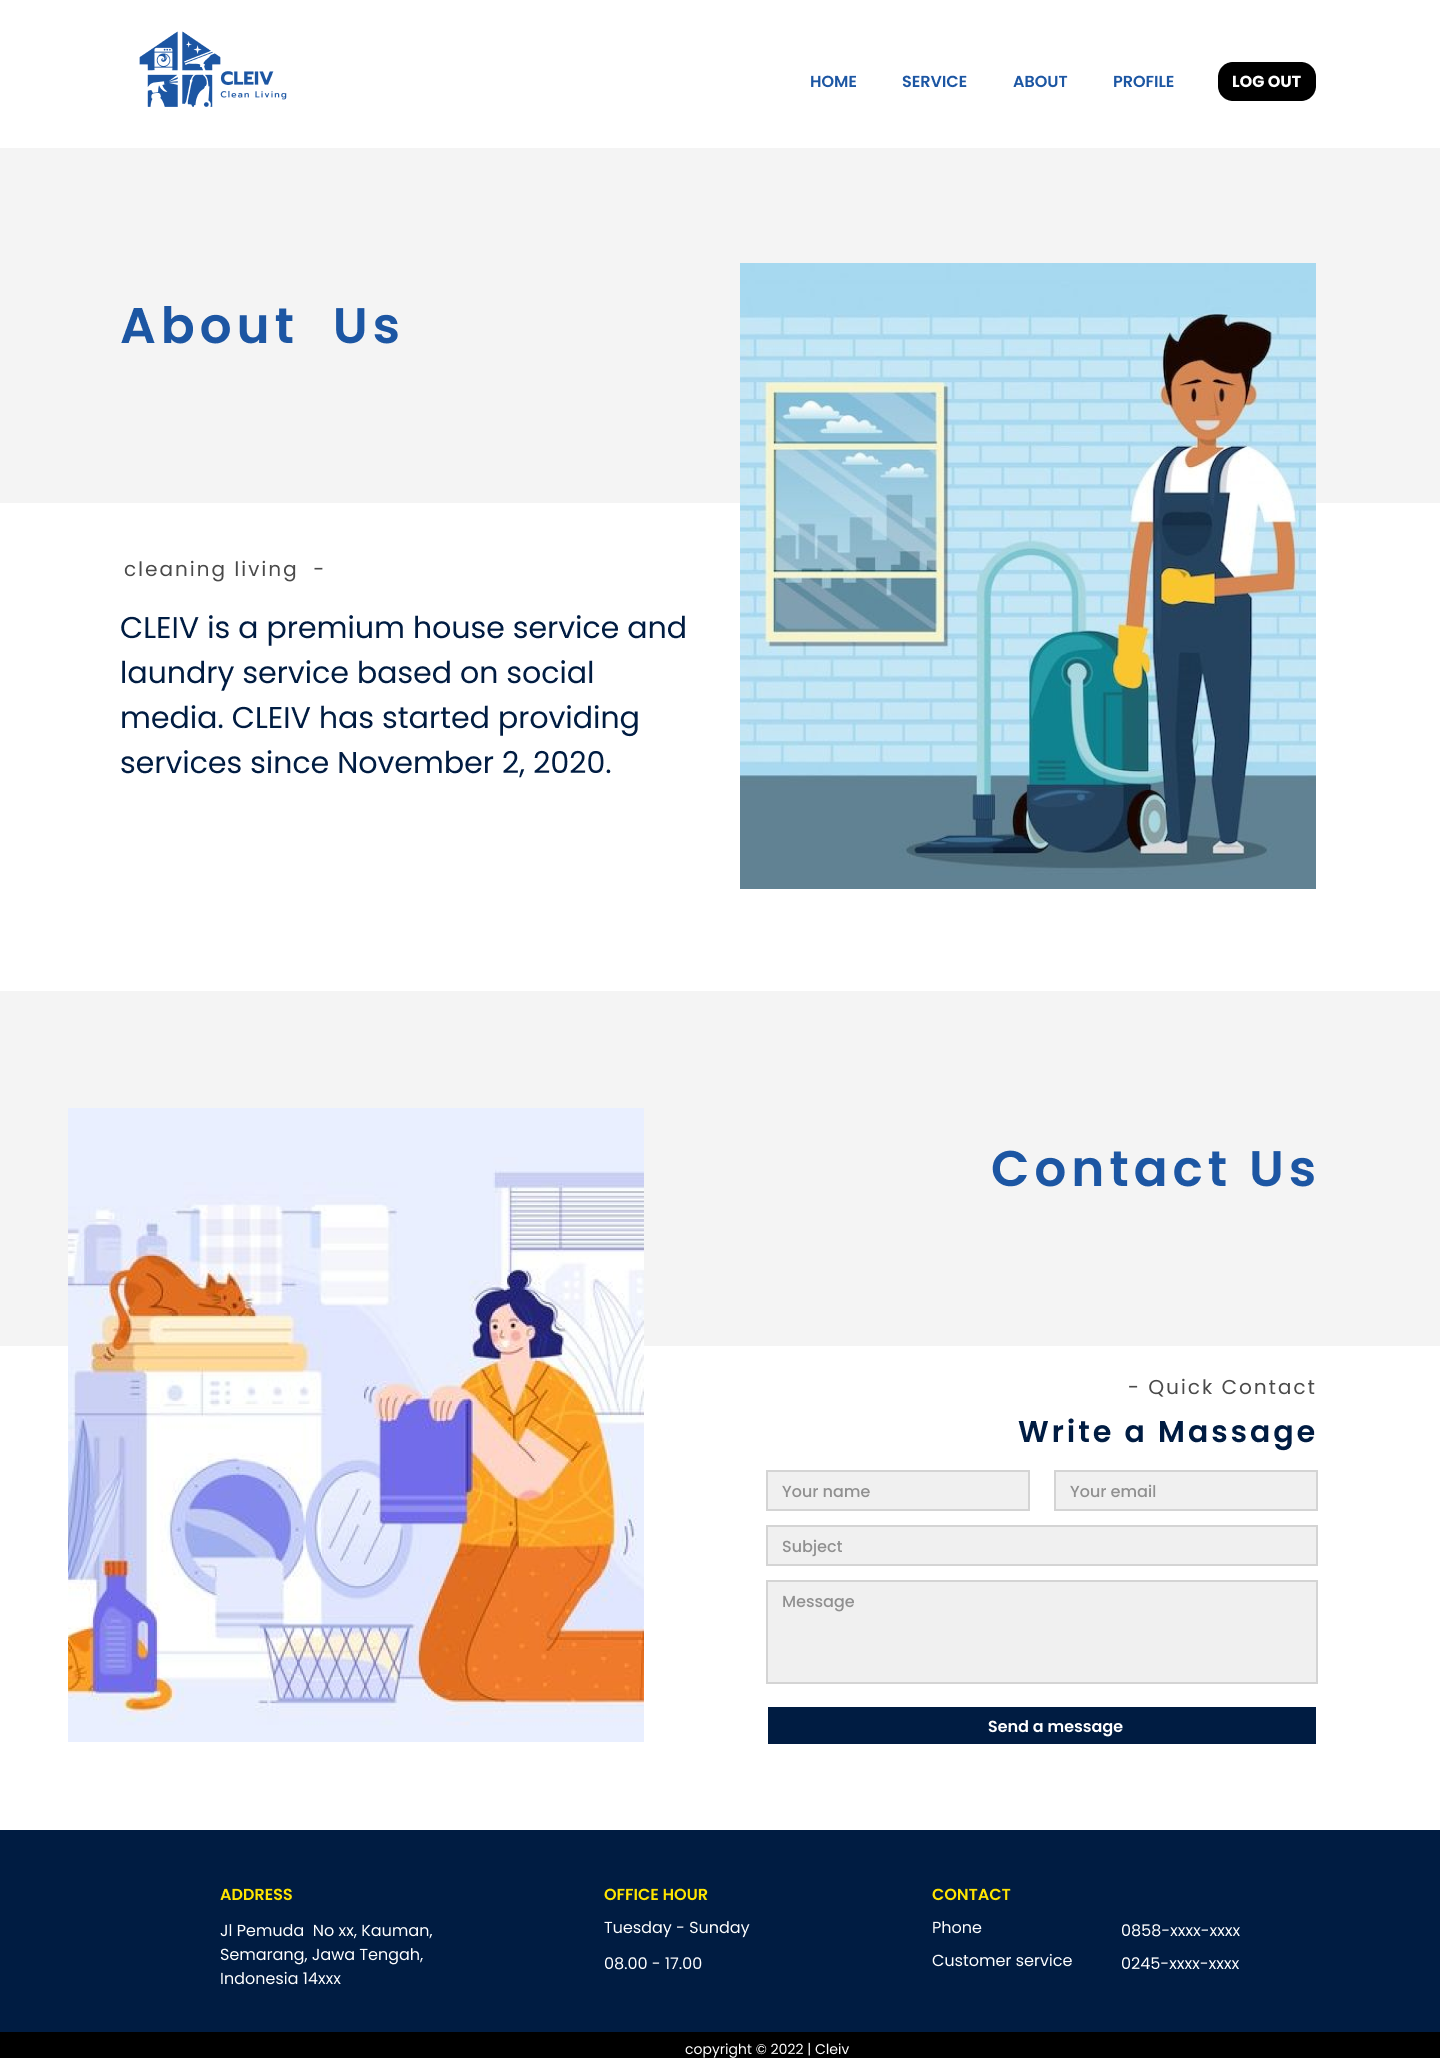 CLEIV
Clean Living
HOME SERVICE ABOUT PROFILE LOG OUT
About Us
cleaning living -
CLEIV is a premium house service and
laundry service based on social
media. CLEIV has started providing
services since November 2, 2020.
Contact Us
- Quick Contact
Write a Massage
Your name Your email
Subject
Message
Send a message
ADDRESS
Jl Pemuda No xx, Kauman,
Semarang, Jawa Tengah,
Indonesia 14xxx
OFFICE HOUR
Tuesday - Sunday
08.00 - 17.00
CONTACT
Phone 0858-xxxx-xxxx
Customer service 0245-xxxx-xxxx
copyright © 2022 | Cleiv